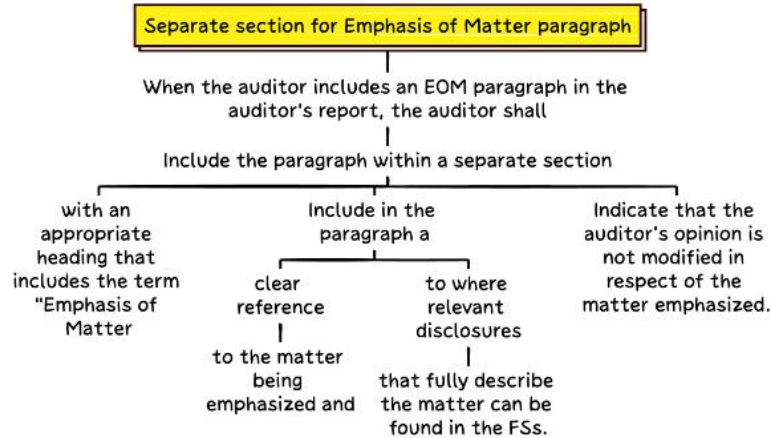 Separate section for Emphasis of Matter paragraph
When the auditor includes an EOM paragraph in the
auditor's report, the auditor shall
Include the paragraph within a separate section
with an
appropriate
heading that
includes the term
"Emphasis of
Matter
Include in the
paragraph a
clear
reference
to the matter
being
emphasized and
to where
relevant
disclosures
that fully describe
the matter can be
found in the FSs.
Indicate that the
auditor's opinion is
not modified in
respect of the
matter emphasized.